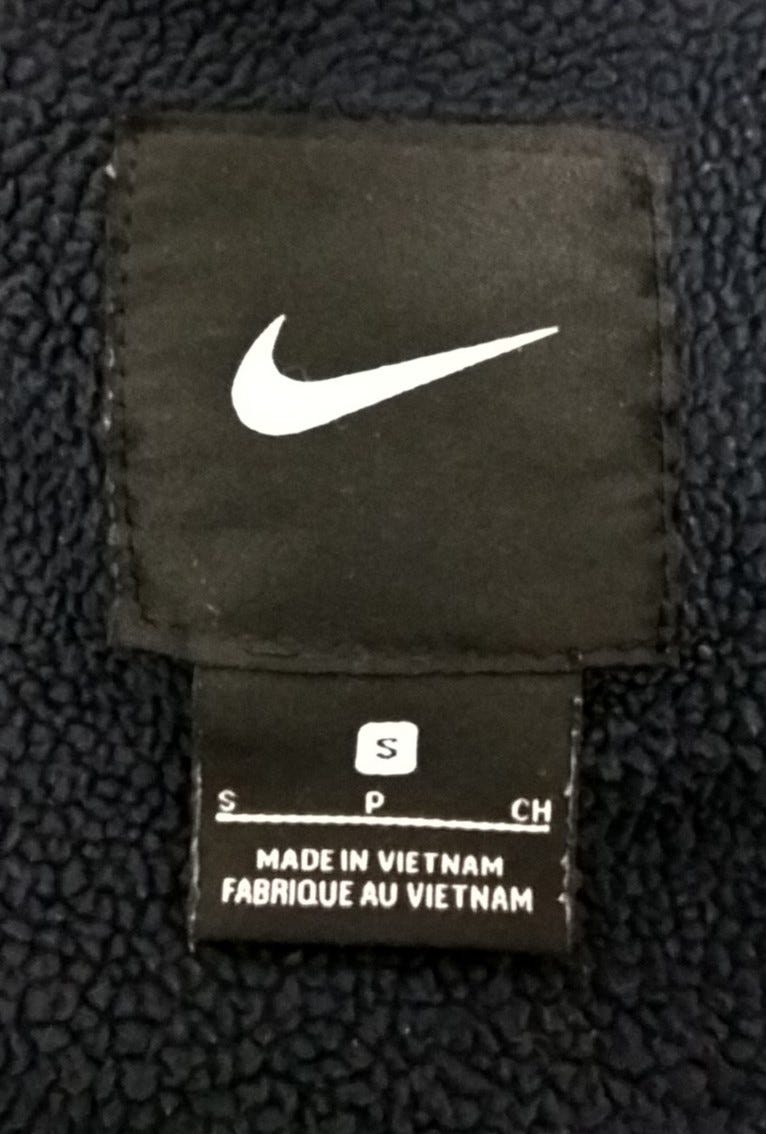 S
S P CH
MADE IN VIETNAM
FABRIQUE AU VIETNAM